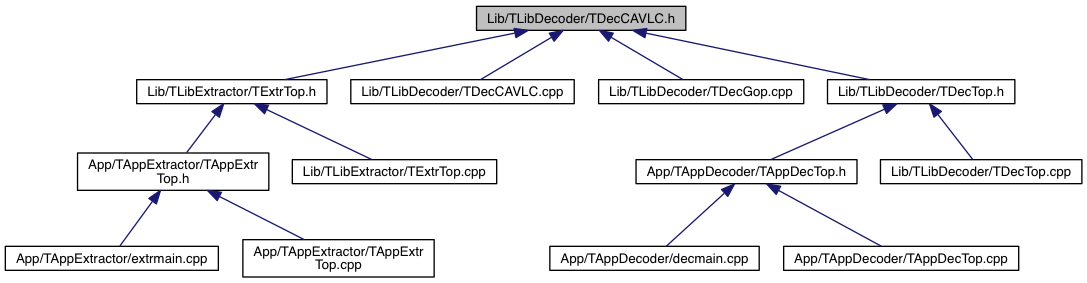 Lib/TLibDecoder/TDecCAVLC.h
Lib/TLibExtractor/TExtrTop.h
Lib/TLibDecoder/TDecCAVLC.cpp
Lib/TLibDecoder/TDecGop.cpp
Lib/TLibDecoder/TDecTop.h
App/TAppExtractor/TAppExtr
Top.h
Lib/TLibExtractor/TExtrTop.cpp
App/TAppDecoder/TAppDecTop.h
Lib/TLibDecoder/TDecTop.cpp
App/TAppExtractor/extrmain.cpp
App/TAppExtractor/TAppExtr
Top.cpp
App/TAppDecoder/decmain.cpp
App/TAppDecoder/TAppDecTop.cpp